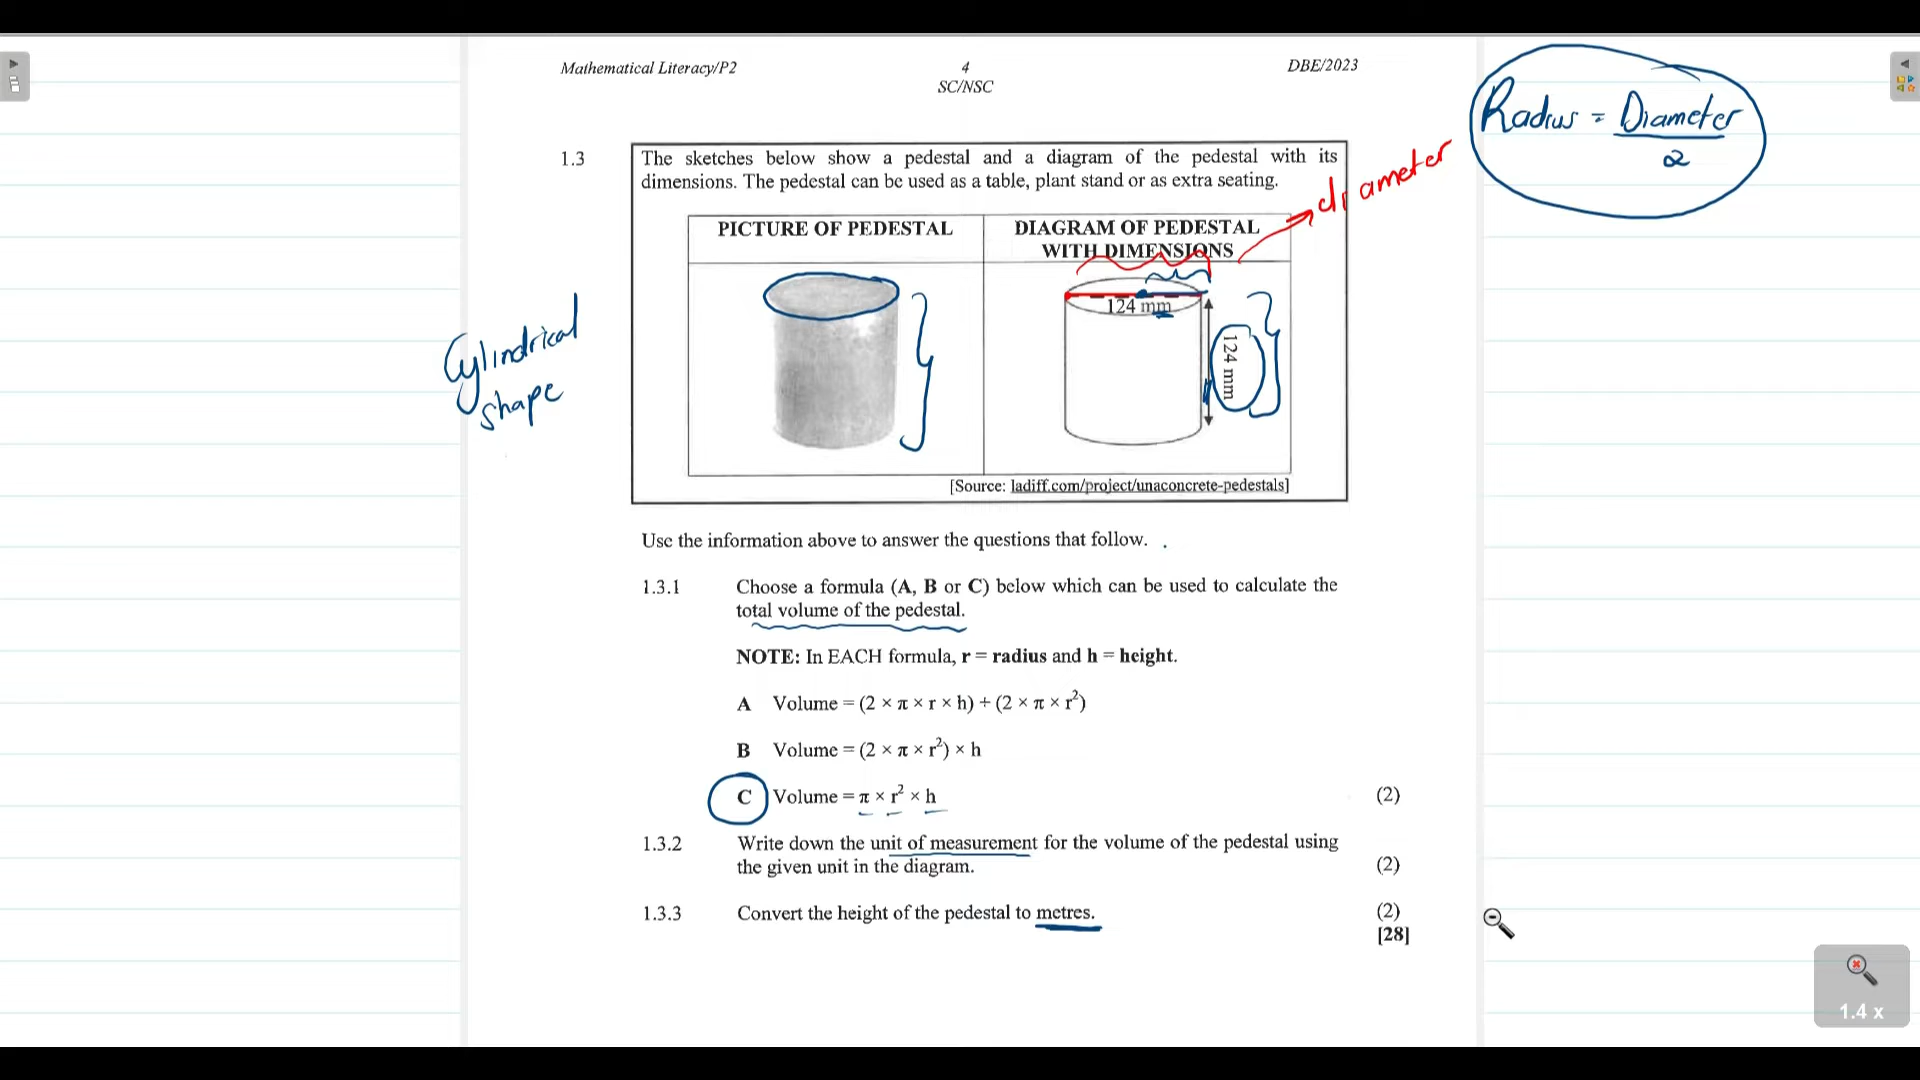 Mathematical Literacy/P2
4
SC/NSC
DBE/2023
Radius = Diameter
2
1.3
The sketches below show a pedestal and a diagram of the pedestal with its
dimensions. The pedestal can be used as a table, plant stand or as extra seating.
diameter
PICTURE OF PEDESTAL
DIAGRAM OF PEDESTAL
WITH DIMENSIONS
124 mm
124 mm
Cylindrical
shape
[Source: ladiff.com/project/unaconcrete-pedestals]
Use the information above to answer the questions that follow.
1.3.1 Choose a formula (A, B or C) below which can be used to calculate the
total volume of the pedestal.
NOTE: In EACH formula, r = radius and h = height.
A Volume = (2 × π × r × h) + (2 × π × r²)
B Volume = (2 × π × r²) × h
C Volume = π × r² × h (2)
1.3.2 Write down the unit of measurement for the volume of the pedestal using
the given unit in the diagram. (2)
1.3.3 Convert the height of the pedestal to metres. (2)
[28]
1.4 x